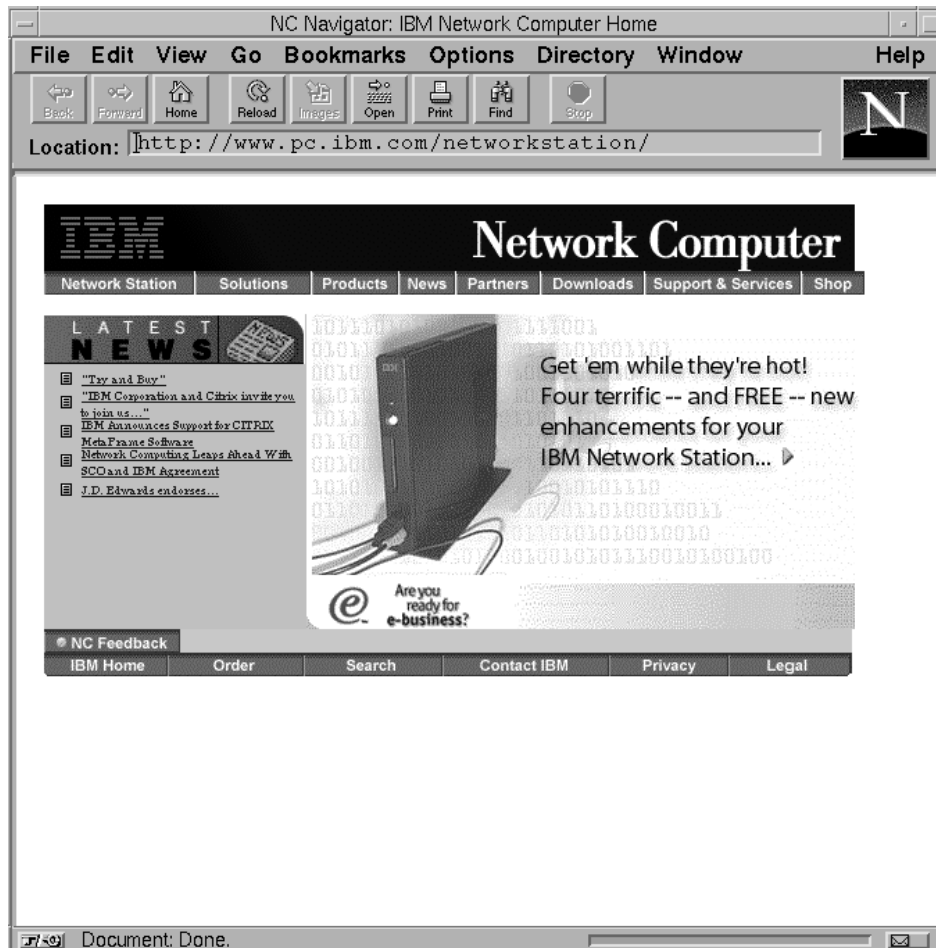 NC Navigator: IBM Network Computer Home
File Edit View Go Bookmarks Options Directory Window Help
Back Forward Home Reload Images Open Print Find Stop
N
Location: http://www.pc.ibm.com/networkstation/
IBM Network Computer
Network Station Solutions Products News Partners Downloads Support & Services Shop
LATEST
NEWS
"Try and Buy"
"IBM Corporation and Citrix invite you
to join us..."
IBM Announces Support for CITRIX
MetaFrame Software
Network Computing Leaps Ahead With
SCO and IBM Agreement
J.D. Edwards endorses...
Get 'em while they're hot!
Four terrific -- and FREE -- new
enhancements for your
IBM Network Station...
e
Are you
ready for
e-business?
NC Feedback
IBM Home Order Search Contact IBM Privacy Legal
Document: Done.